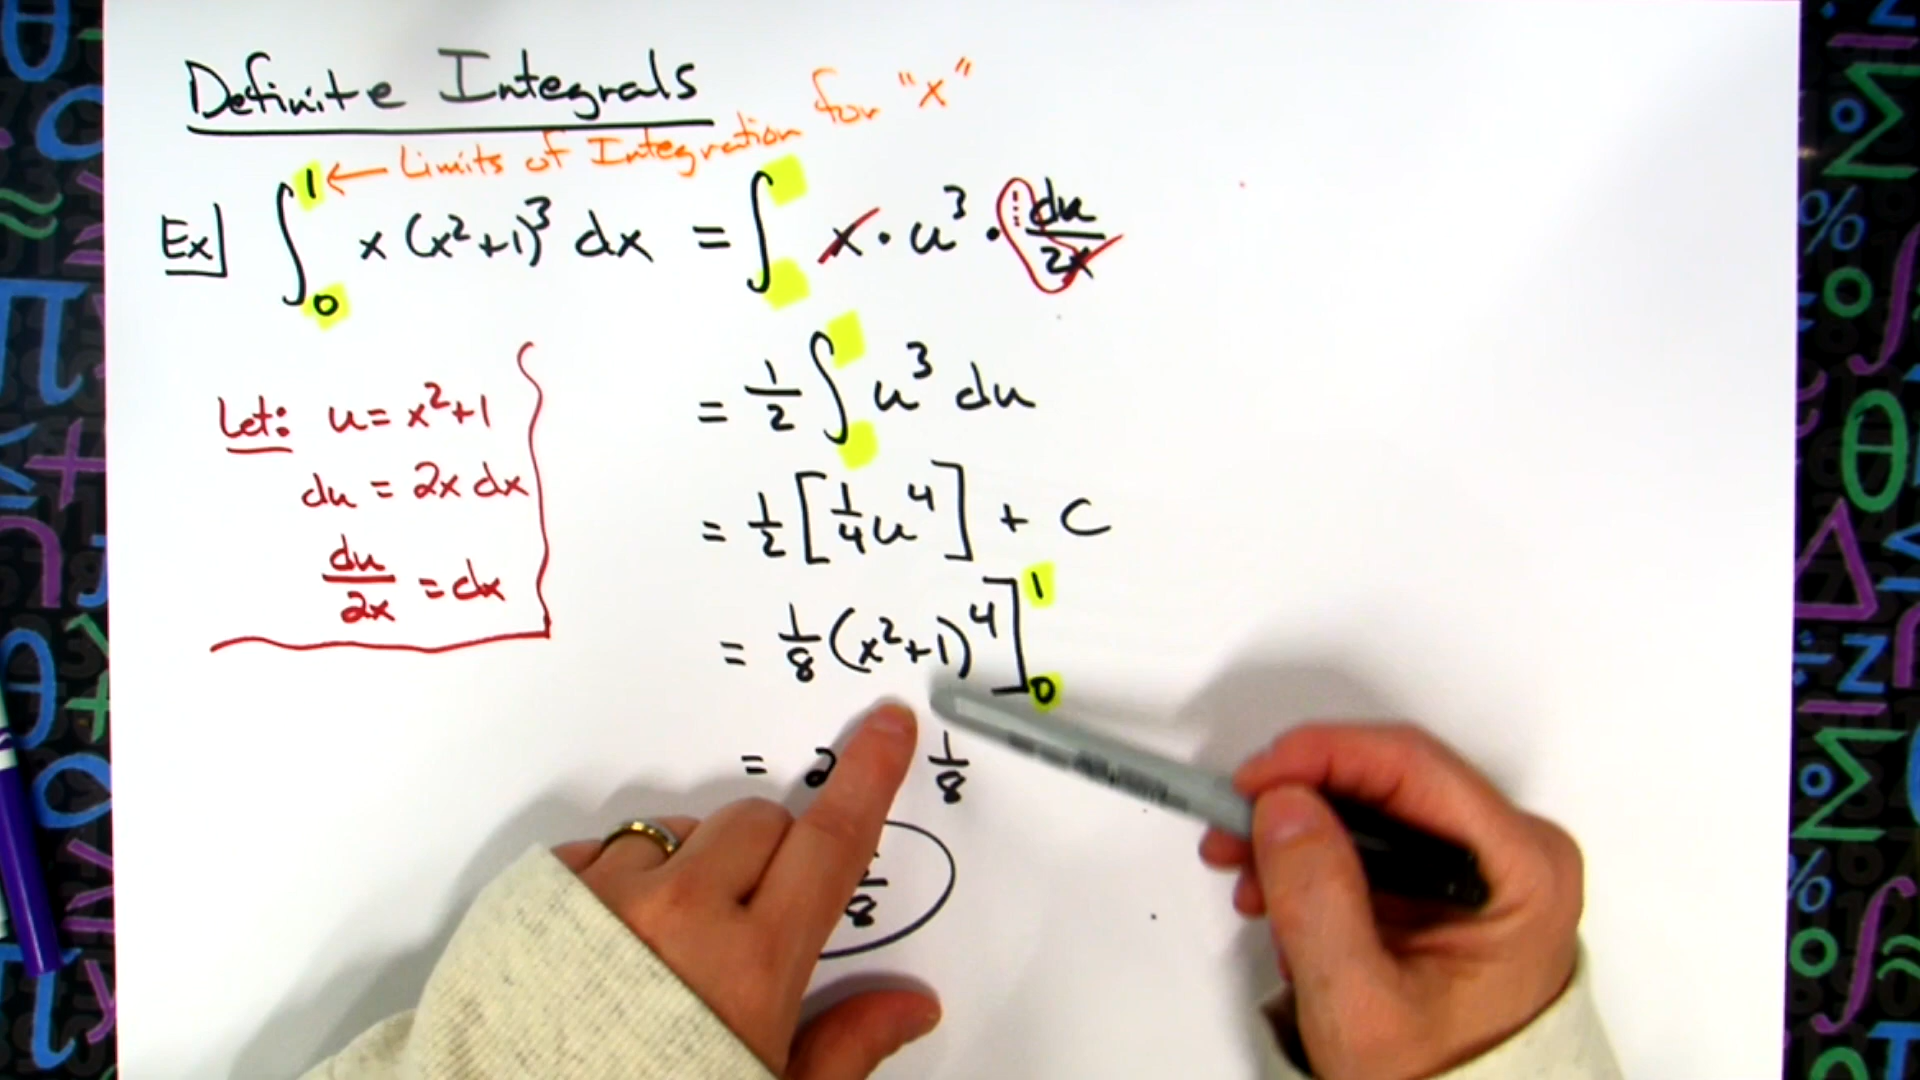 Definite Integrals
← Limits of Integration for "x"
Ex] ∫₀¹ x(x²+1)³ dx = ∫ x · u³ · du/2x
= 1/2 ∫ u³ du
Let: u = x²+1
du = 2x dx
du/2x = dx
= 1/2 [1/4 u⁴] + C
= 1/8 (x²+1)⁴]₀¹
= 2 1/8
8